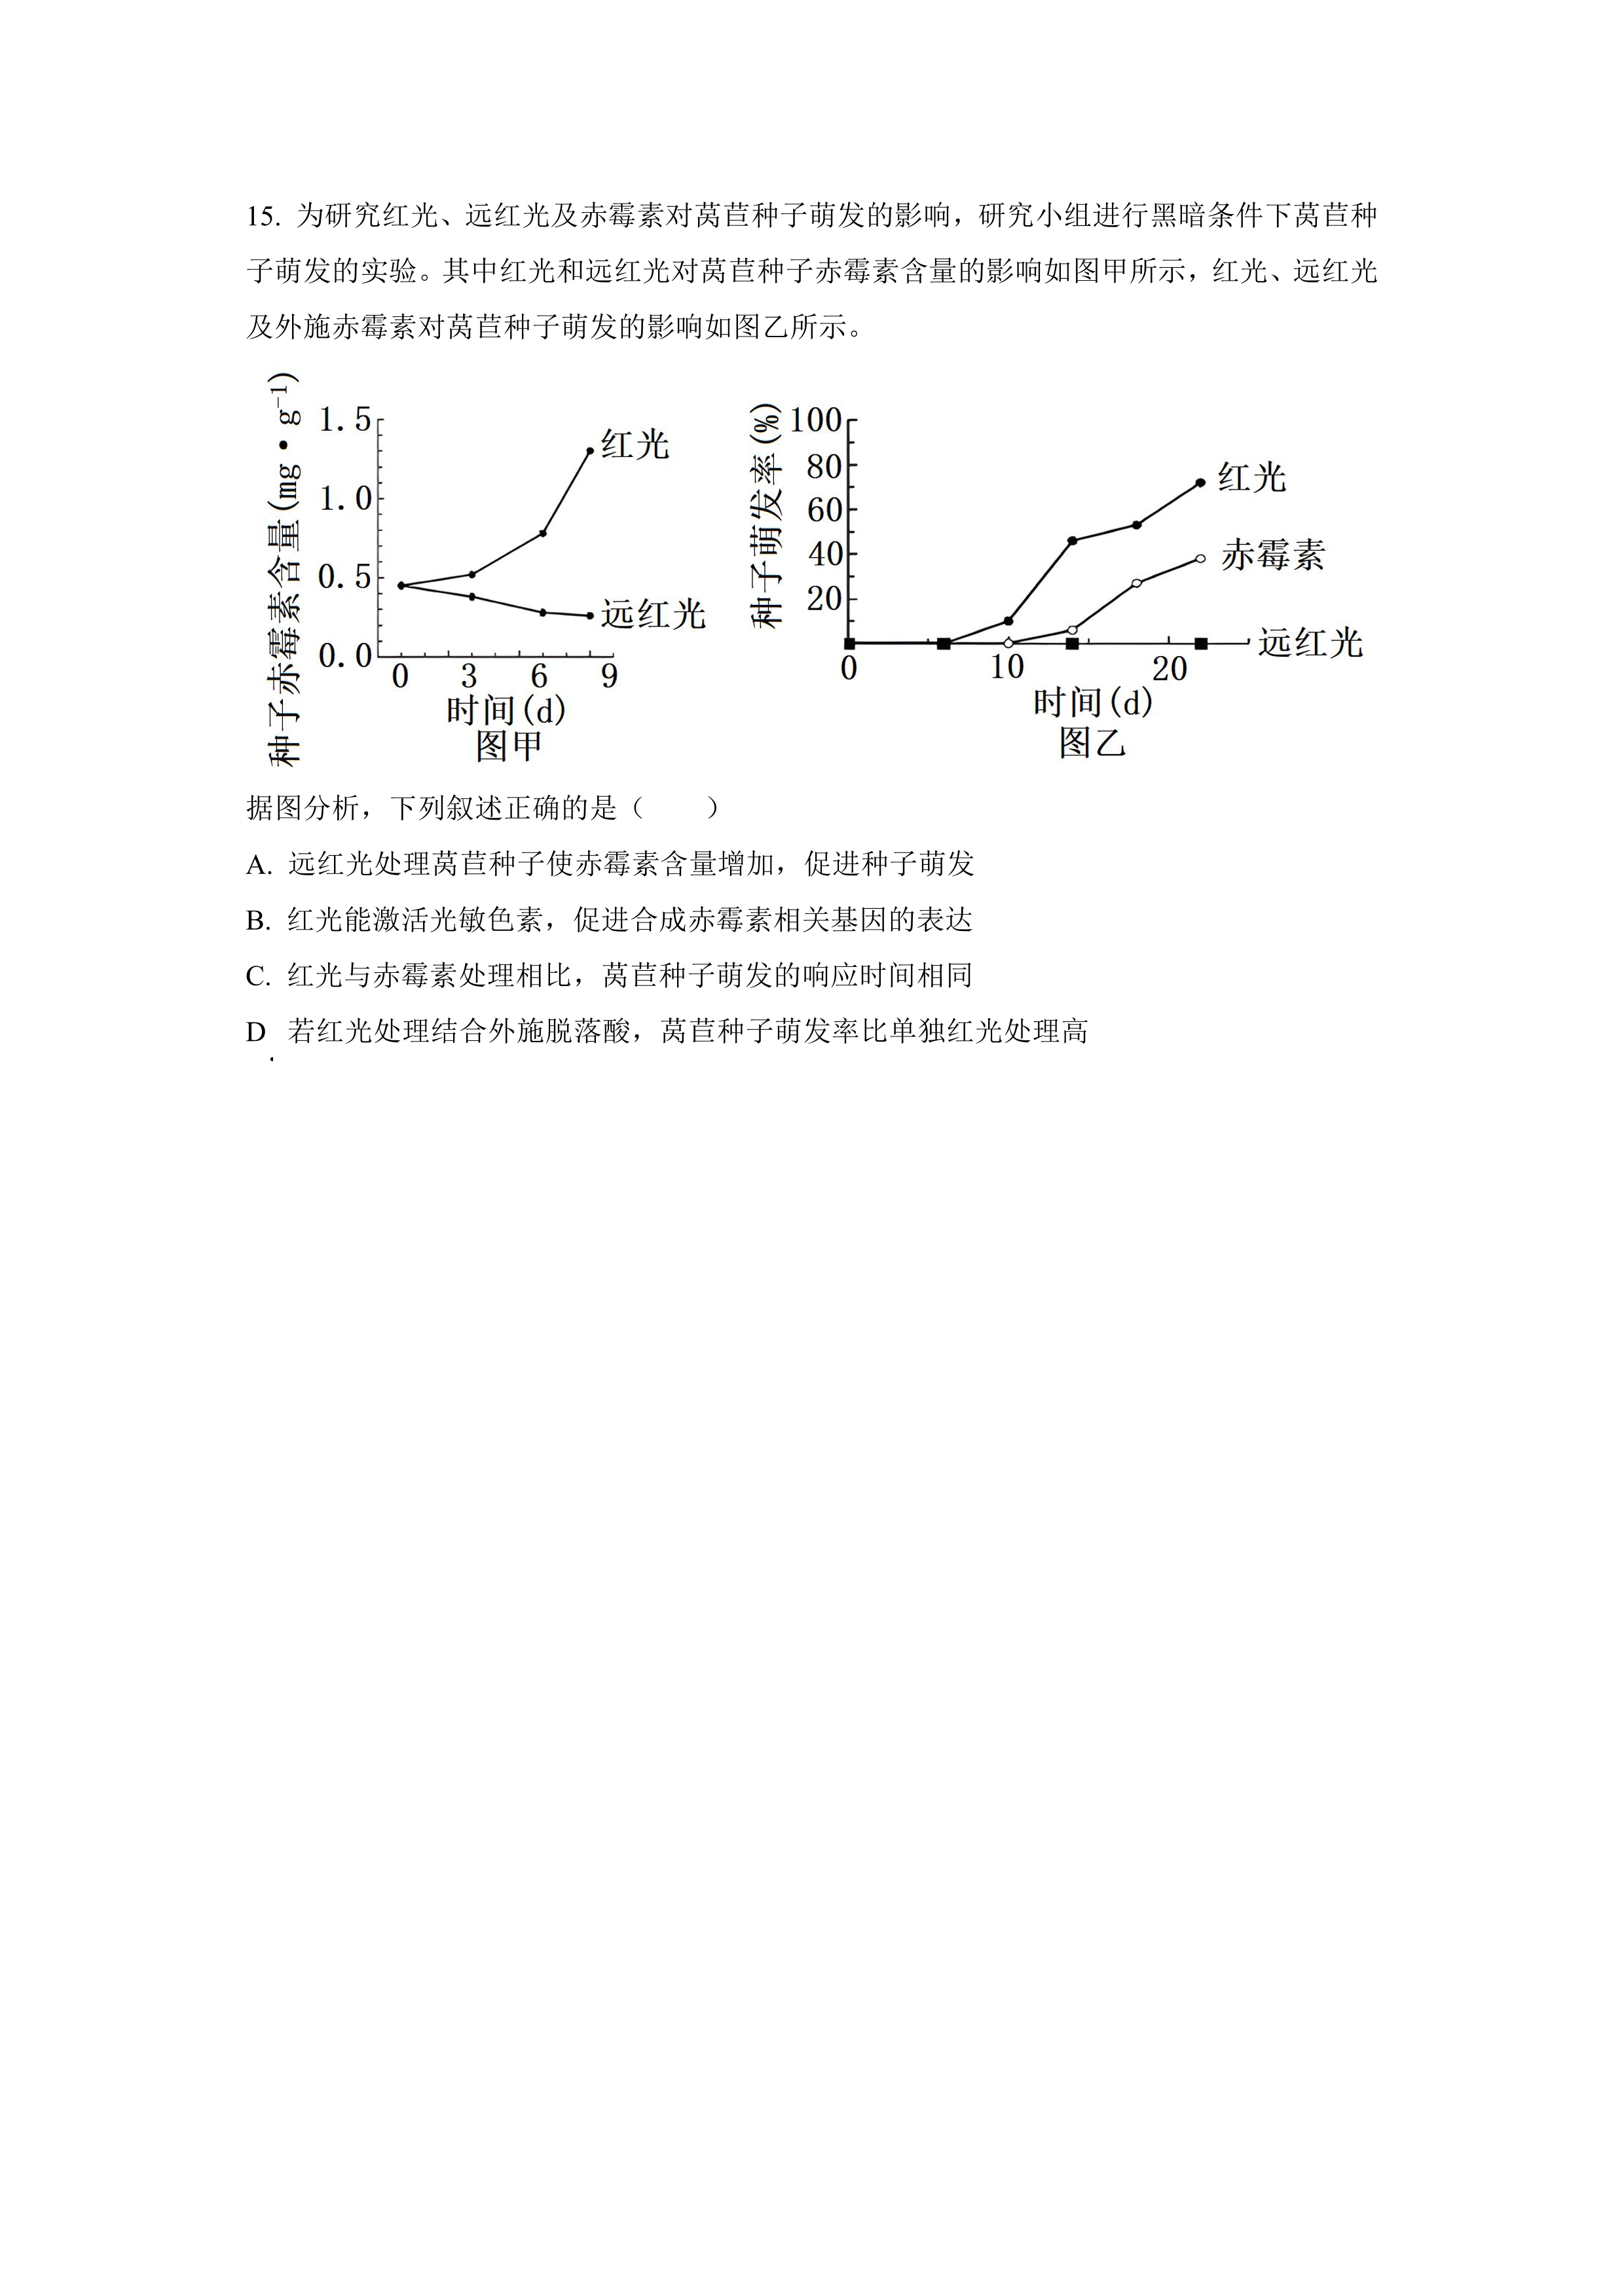 15. 为研究红光、远红光及赤霉素对莴苣种子萌发的影响，研究小组进行黑暗条件下莴苣种
子萌发的实验。其中红光和远红光对莴苣种子赤霉素含量的影响如图甲所示，红光、远红光
及外施赤霉素对莴苣种子萌发的影响如图乙所示。
种子赤霉素含量(mg·g⁻¹)
1.5
1.0
0.5
0.0
红光
远红光
0 3 6 9
时间(d)
图甲
种子萌发率(%)
100
80
60
40
20
红光
赤霉素
远红光
0 10 20
时间(d)
图乙
据图分析，下列叙述正确的是（　　）
A. 远红光处理莴苣种子使赤霉素含量增加，促进种子萌发
B. 红光能激活光敏色素，促进合成赤霉素相关基因的表达
C. 红光与赤霉素处理相比，莴苣种子萌发的响应时间相同
D. 若红光处理结合外施脱落酸，莴苣种子萌发率比单独红光处理高